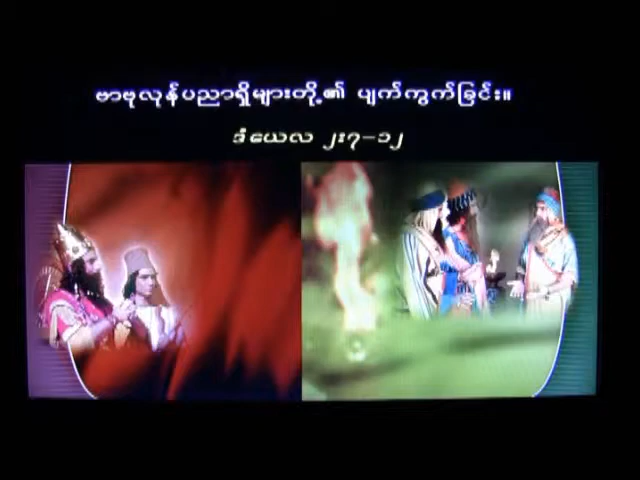 ဗာဗုလုန်ပညာရှိများတို့၏ ပျက်ကွက်ခြင်း။
ဒံယေလ ၂း၇–၁၂